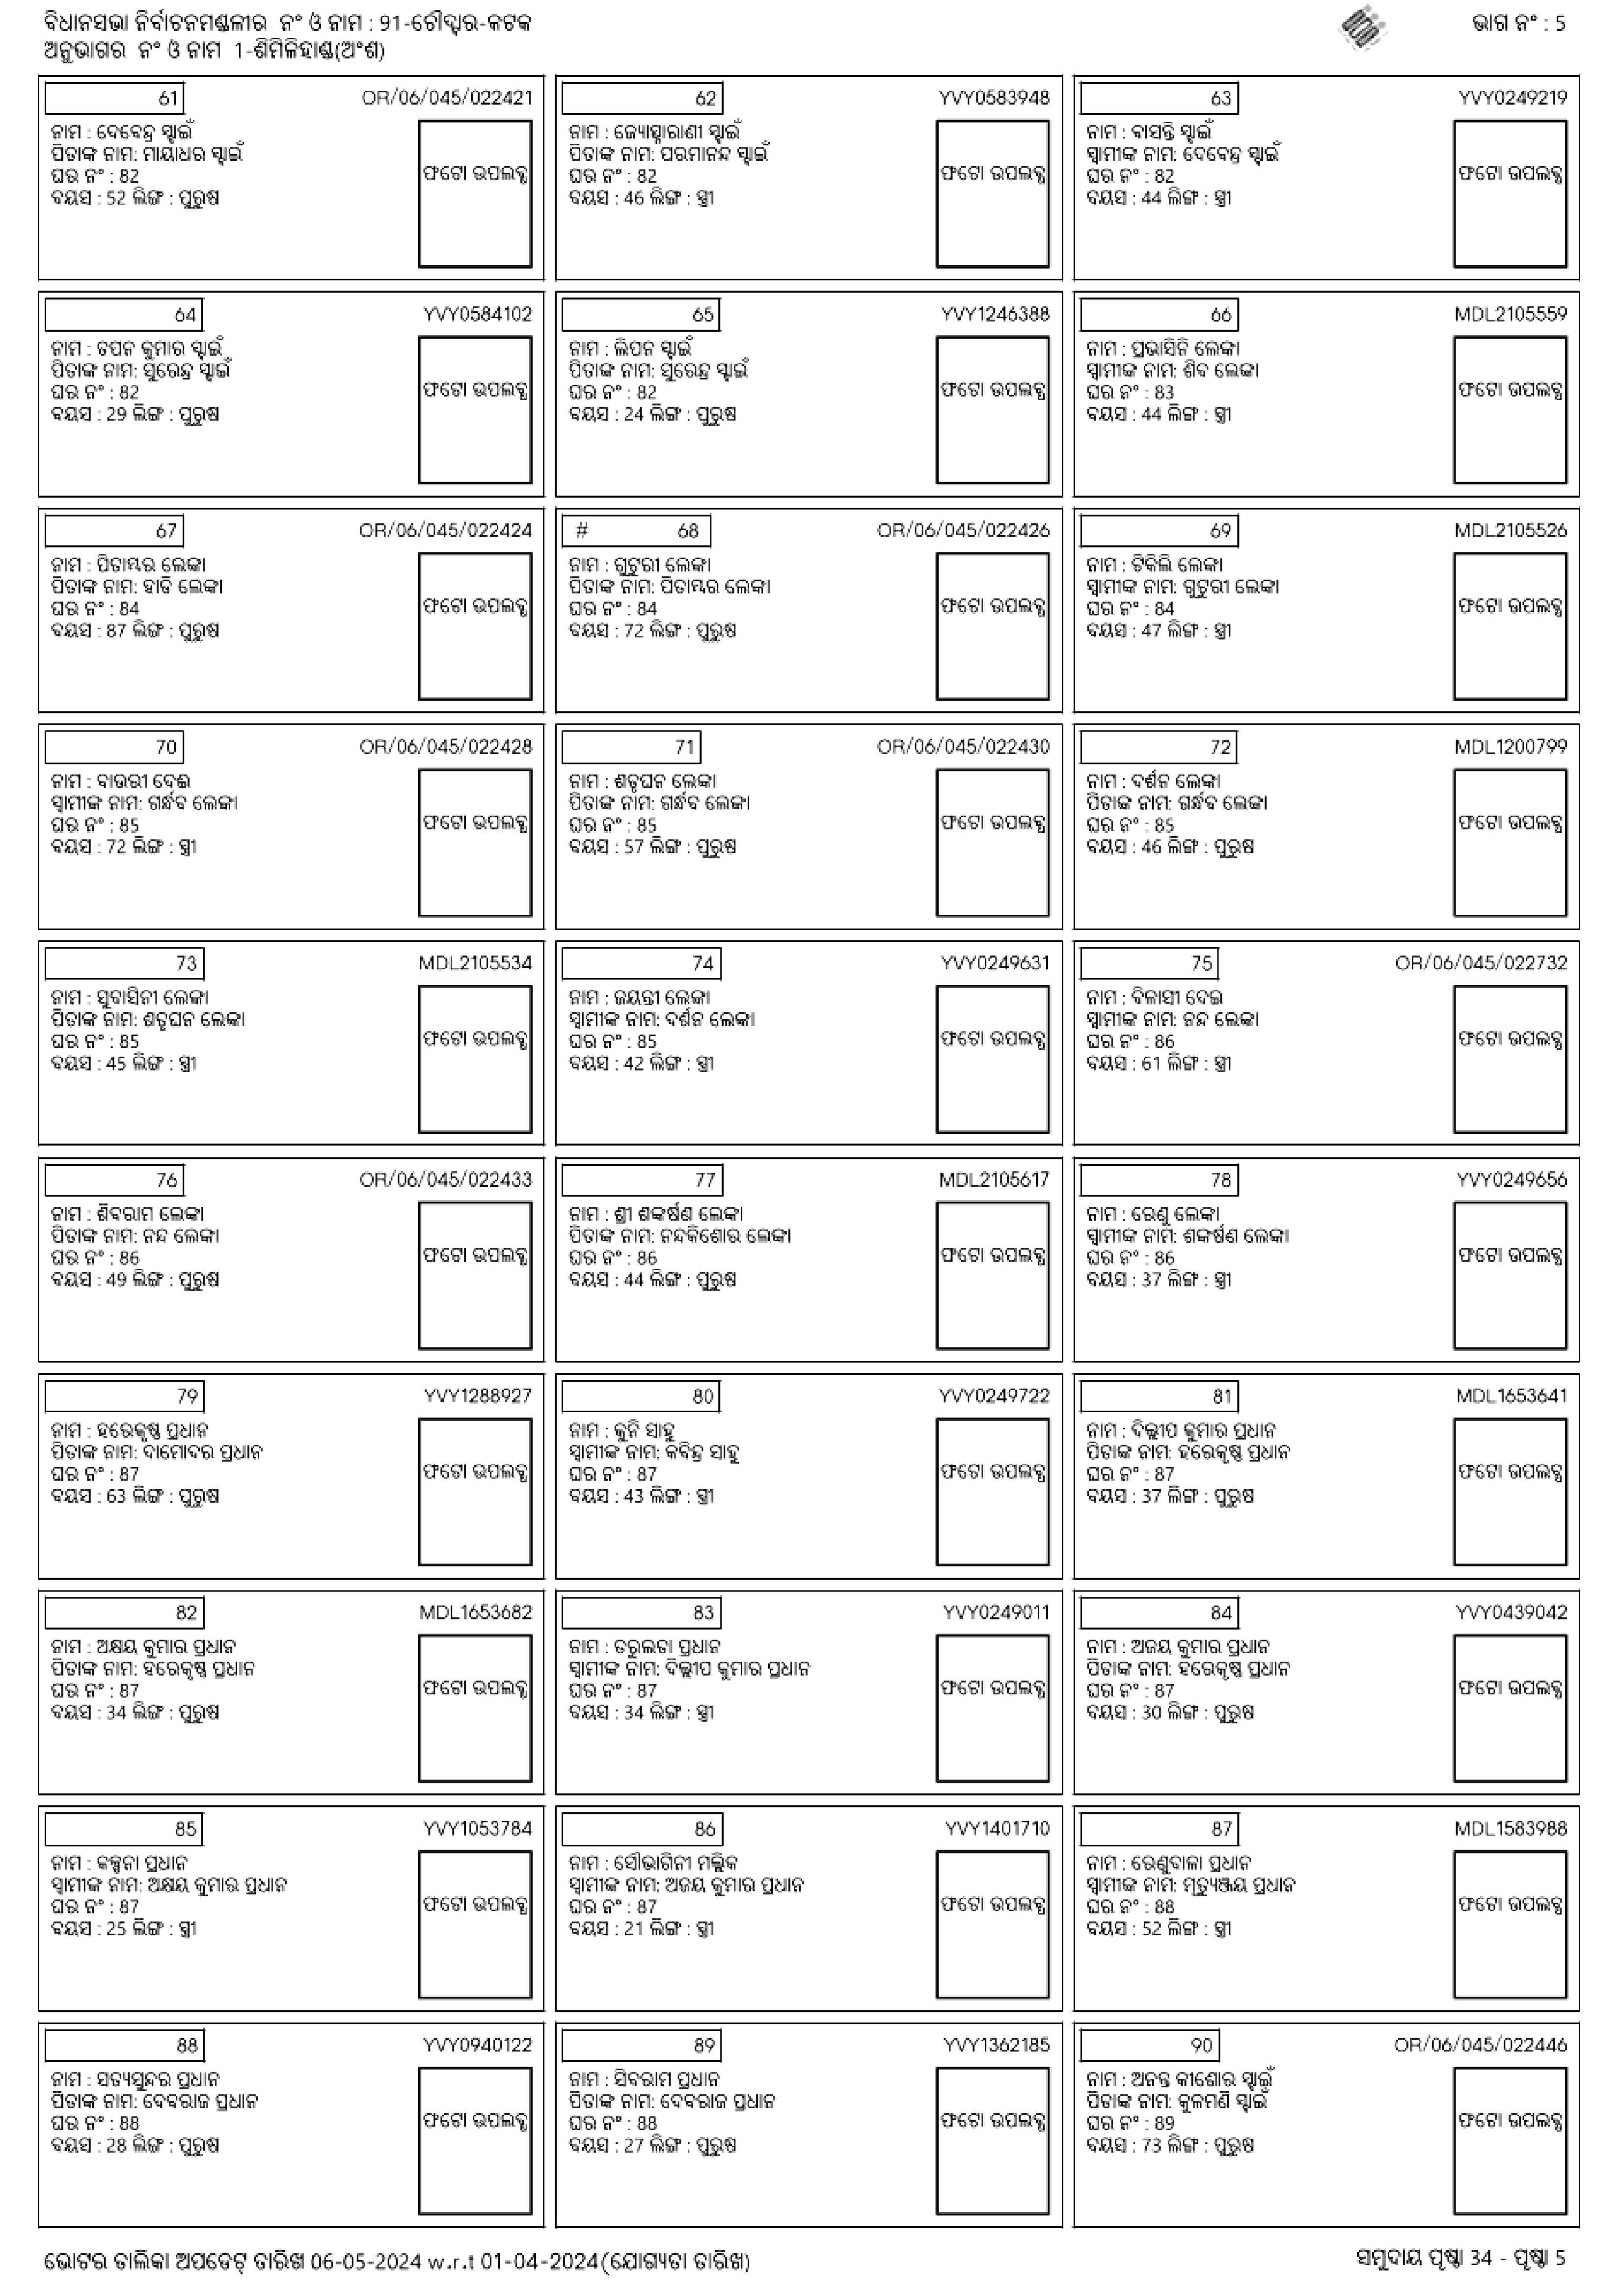 ବିଧାନସଭା ନିର୍ବାଚନମଣ୍ଡଳୀର ନଂ ଓ ନାମ : 91-ଚୌଦ୍ୱାର-କଟକ
ଭାଗ ନଂ : 5
ଅନୁଭାଗର ନଂ ଓ ନାମ 1-ଶିମିଳିହାଣ୍ଡା(ଅଂଶ)
61 OR/06/045/022421
ନାମ : ଦେବେନ୍ଦ୍ର ସ୍ବାଇଁ
ପିତାଙ୍କ ନାମ: ମାୟାଧର ସ୍ବାଇଁ
ଘର ନଂ : 82
ବୟସ : 52 ଲିଙ୍ଗ : ପୁରୁଷ
ଫଟୋ ଉପଲବ୍ଧ
62 YVY0583948
ନାମ : ଜ୍ୟୋସ୍ନାରାଣୀ ସ୍ବାଇଁ
ପିତାଙ୍କ ନାମ: ପରମାନନ୍ଦ ସ୍ବାଇଁ
ଘର ନଂ : 82
ବୟସ : 46 ଲିଙ୍ଗ : ସ୍ତ୍ରୀ
ଫଟୋ ଉପଲବ୍ଧ
63 YVY0249219
ନାମ : ବାସନ୍ତି ସ୍ବାଇଁ
ସ୍ୱାମୀଙ୍କ ନାମ: ଦେବେନ୍ଦ୍ର ସ୍ବାଇଁ
ଘର ନଂ : 82
ବୟସ : 44 ଲିଙ୍ଗ : ସ୍ତ୍ରୀ
ଫଟୋ ଉପଲବ୍ଧ
64 YVY0584102
ନାମ : ତପନ କୁମାର ସ୍ବାଇଁ
ପିତାଙ୍କ ନାମ: ସୁରେନ୍ଦ୍ର ସ୍ବାଇଁ
ଘର ନଂ : 82
ବୟସ : 29 ଲିଙ୍ଗ : ପୁରୁଷ
ଫଟୋ ଉପଲବ୍ଧ
65 YVY1246388
ନାମ : ଲିପନ ସ୍ବାଇଁ
ପିତାଙ୍କ ନାମ: ସୁରେନ୍ଦ୍ର ସ୍ବାଇଁ
ଘର ନଂ : 82
ବୟସ : 24 ଲିଙ୍ଗ : ପୁରୁଷ
ଫଟୋ ଉପଲବ୍ଧ
66 MDL2105559
ନାମ : ପ୍ରଭାସିନି ଲେଙ୍କା
ସ୍ୱାମୀଙ୍କ ନାମ: ଶିବ ଲେଙ୍କା
ଘର ନଂ : 83
ବୟସ : 44 ଲିଙ୍ଗ : ସ୍ତ୍ରୀ
ଫଟୋ ଉପଲବ୍ଧ
67 OR/06/045/022424
ନାମ : ପିତାମ୍ବର ଲେଙ୍କା
ପିତାଙ୍କ ନାମ: ହାଡି ଲେଙ୍କା
ଘର ନଂ : 84
ବୟସ : 87 ଲିଙ୍ଗ : ପୁରୁଷ
ଫଟୋ ଉପଲବ୍ଧ
# 68 OR/06/045/022426
ନାମ : ଗୁଟୁରୀ ଲେଙ୍କା
ପିତାଙ୍କ ନାମ: ପିତାମ୍ବର ଲେଙ୍କା
ଘର ନଂ : 84
ବୟସ : 72 ଲିଙ୍ଗ : ପୁରୁଷ
ଫଟୋ ଉପଲବ୍ଧ
69 MDL2105526
ନାମ : ଟିକିଲି ଲେଙ୍କା
ସ୍ୱାମୀଙ୍କ ନାମ: ଗୁଟୁରୀ ଲେଙ୍କା
ଘର ନଂ : 84
ବୟସ : 47 ଲିଙ୍ଗ : ସ୍ତ୍ରୀ
ଫଟୋ ଉପଲବ୍ଧ
70 OR/06/045/022428
ନାମ : ବାଉରୀ ଦେଈ
ସ୍ୱାମୀଙ୍କ ନାମ: ଗର୍ନ୍ଧବ ଲେଙ୍କା
ଘର ନଂ : 85
ବୟସ : 72 ଲିଙ୍ଗ : ସ୍ତ୍ରୀ
ଫଟୋ ଉପଲବ୍ଧ
71 OR/06/045/022430
ନାମ : ଶତୃଘନ ଲେଙ୍କା
ପିତାଙ୍କ ନାମ: ଗର୍ନ୍ଧବ ଲେଙ୍କା
ଘର ନଂ : 85
ବୟସ : 57 ଲିଙ୍ଗ : ପୁରୁଷ
ଫଟୋ ଉପଲବ୍ଧ
72 MDL1200799
ନାମ : ଦର୍ଶନ ଲେଙ୍କା
ପିତାଙ୍କ ନାମ: ଗର୍ନ୍ଧବ ଲେଙ୍କା
ଘର ନଂ : 85
ବୟସ : 46 ଲିଙ୍ଗ : ପୁରୁଷ
ଫଟୋ ଉପଲବ୍ଧ
73 MDL2105534
ନାମ : ସୁବାସିନୀ ଲେଙ୍କା
ପିତାଙ୍କ ନାମ: ଶତୃଘନ ଲେଙ୍କା
ଘର ନଂ : 85
ବୟସ : 45 ଲିଙ୍ଗ : ସ୍ତ୍ରୀ
ଫଟୋ ଉପଲବ୍ଧ
74 YVY0249631
ନାମ : ଜୟନ୍ତୀ ଲେଙ୍କା
ସ୍ୱାମୀଙ୍କ ନାମ: ଦର୍ଶନ ଲେଙ୍କା
ଘର ନଂ : 85
ବୟସ : 42 ଲିଙ୍ଗ : ସ୍ତ୍ରୀ
ଫଟୋ ଉପଲବ୍ଧ
75 OR/06/045/022732
ନାମ : ବିଳାସୀ ଦେଇ
ସ୍ୱାମୀଙ୍କ ନାମ: ନନ୍ଦ ଲେଙ୍କା
ଘର ନଂ : 86
ବୟସ : 61 ଲିଙ୍ଗ : ସ୍ତ୍ରୀ
ଫଟୋ ଉପଲବ୍ଧ
76 OR/06/045/022433
ନାମ : ଶିବରାମ ଲେଙ୍କା
ପିତାଙ୍କ ନାମ: ନନ୍ଦ ଲେଙ୍କା
ଘର ନଂ : 86
ବୟସ : 49 ଲିଙ୍ଗ : ପୁରୁଷ
ଫଟୋ ଉପଲବ୍ଧ
77 MDL2105617
ନାମ : ଶ୍ରୀ ଶଙ୍କର୍ଷଣ ଲେଙ୍କା
ପିତାଙ୍କ ନାମ: ନନ୍ଦକିଶୋର ଲେଙ୍କା
ଘର ନଂ : 86
ବୟସ : 44 ଲିଙ୍ଗ : ପୁରୁଷ
ଫଟୋ ଉପଲବ୍ଧ
78 YVY0249656
ନାମ : ରେଣୁ ଲେଙ୍କା
ସ୍ୱାମୀଙ୍କ ନାମ: ଶଙ୍କର୍ଷଣ ଲେଙ୍କା
ଘର ନଂ : 86
ବୟସ : 37 ଲିଙ୍ଗ : ସ୍ତ୍ରୀ
ଫଟୋ ଉପଲବ୍ଧ
79 YVY1288927
ନାମ : ହରେକୃଷ୍ଣ ପ୍ରଧାନ
ପିତାଙ୍କ ନାମ: ଦାମୋଦର ପ୍ରଧାନ
ଘର ନଂ : 87
ବୟସ : 63 ଲିଙ୍ଗ : ପୁରୁଷ
ଫଟୋ ଉପଲବ୍ଧ
80 YVY0249722
ନାମ : କୁନି ସାହୁ
ସ୍ୱାମୀଙ୍କ ନାମ: କବିନ୍ଦ୍ର ସାହୁ
ଘର ନଂ : 87
ବୟସ : 43 ଲିଙ୍ଗ : ସ୍ତ୍ରୀ
ଫଟୋ ଉପଲବ୍ଧ
81 MDL1653641
ନାମ : ଦିଲ୍ଲୀପ କୁମାର ପ୍ରଧାନ
ପିତାଙ୍କ ନାମ: ହରେକୃଷ୍ଣ ପ୍ରଧାନ
ଘର ନଂ : 87
ବୟସ : 37 ଲିଙ୍ଗ : ପୁରୁଷ
ଫଟୋ ଉପଲବ୍ଧ
82 MDL1653682
ନାମ : ଅକ୍ଷୟ କୁମାର ପ୍ରଧାନ
ପିତାଙ୍କ ନାମ: ହରେକୃଷ୍ଣ ପ୍ରଧାନ
ଘର ନଂ : 87
ବୟସ : 34 ଲିଙ୍ଗ : ପୁରୁଷ
ଫଟୋ ଉପଲବ୍ଧ
83 YVY0249011
ନାମ : ତରୁଲତା ପ୍ରଧାନ
ସ୍ୱାମୀଙ୍କ ନାମ: ଦିଲ୍ଲୀପ କୁମାର ପ୍ରଧାନ
ଘର ନଂ : 87
ବୟସ : 34 ଲିଙ୍ଗ : ସ୍ତ୍ରୀ
ଫଟୋ ଉପଲବ୍ଧ
84 YVY0439042
ନାମ : ଅଜୟ କୁମାର ପ୍ରଧାନ
ପିତାଙ୍କ ନାମ: ହରେକୃଷ୍ଣ ପ୍ରଧାନ
ଘର ନଂ : 87
ବୟସ : 30 ଲିଙ୍ଗ : ପୁରୁଷ
ଫଟୋ ଉପଲବ୍ଧ
85 YVY1053784
ନାମ : କଳ୍ପନା ପ୍ରଧାନ
ସ୍ୱାମୀଙ୍କ ନାମ: ଅକ୍ଷୟ କୁମାର ପ୍ରଧାନ
ଘର ନଂ : 87
ବୟସ : 25 ଲିଙ୍ଗ : ସ୍ତ୍ରୀ
ଫଟୋ ଉପଲବ୍ଧ
86 YVY1401710
ନାମ : ସୌଭାଗିନୀ ମଲ୍ଲିକ
ସ୍ୱାମୀଙ୍କ ନାମ: ଅଜୟ କୁମାର ପ୍ରଧାନ
ଘର ନଂ : 87
ବୟସ : 21 ଲିଙ୍ଗ : ସ୍ତ୍ରୀ
ଫଟୋ ଉପଲବ୍ଧ
87 MDL1583988
ନାମ : ରେଣୁବାଳା ପ୍ରଧାନ
ସ୍ୱାମୀଙ୍କ ନାମ: ମୃତ୍ୟୁଞ୍ଜୟ ପ୍ରଧାନ
ଘର ନଂ : 88
ବୟସ : 52 ଲିଙ୍ଗ : ସ୍ତ୍ରୀ
ଫଟୋ ଉପଲବ୍ଧ
88 YVY0940122
ନାମ : ସତ୍ୟସୁନ୍ଦର ପ୍ରଧାନ
ପିତାଙ୍କ ନାମ: ଦେବରାଜ ପ୍ରଧାନ
ଘର ନଂ : 88
ବୟସ : 28 ଲିଙ୍ଗ : ପୁରୁଷ
ଫଟୋ ଉପଲବ୍ଧ
89 YVY1362185
ନାମ : ସିବରାମ ପ୍ରଧାନ
ପିତାଙ୍କ ନାମ: ଦେବରାଜ ପ୍ରଧାନ
ଘର ନଂ : 88
ବୟସ : 27 ଲିଙ୍ଗ : ପୁରୁଷ
ଫଟୋ ଉପଲବ୍ଧ
90 OR/06/045/022446
ନାମ : ଅନନ୍ତ କୀଶୋର ସ୍ବାଇଁ
ପିତାଙ୍କ ନାମ: କୁଳମଣି ସ୍ବାଇଁ
ଘର ନଂ : 89
ବୟସ : 73 ଲିଙ୍ଗ : ପୁରୁଷ
ଫଟୋ ଉପଲବ୍ଧ
ଭୋଟର ତାଲିକା ଅପଡେଟ୍ ତାରିଖ 06-05-2024 w.r.t 01-04-2024(ଯୋଗ୍ୟତା ତାରିଖ)
ସମୁଦାୟ ପୃଷ୍ଠା 34 - ପୃଷ୍ଠା 5